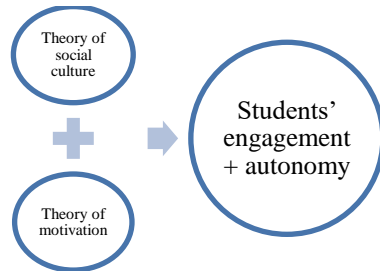 Theory of
social
culture
Theory of
motivation
Students’
engagement
+ autonomy